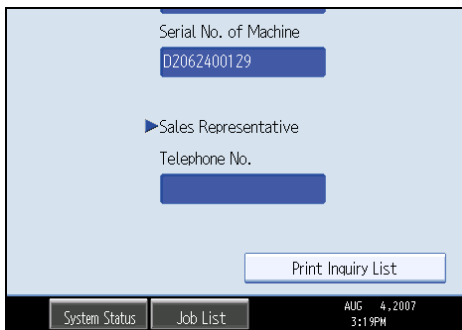 Serial No. of Machine
D2062400129
Sales Representative
Telephone No.
Print Inquiry List
System Status
Job List
AUG 4,2007
3:19PM